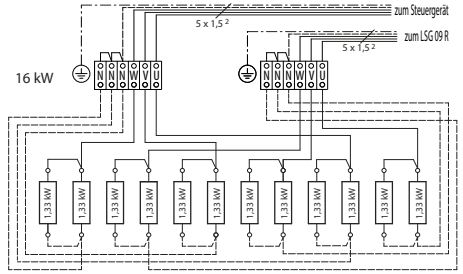 5 x 1,5 ²
zum Steuergerät
zum LSG 09 R
5 x 1,5 ²
16 kW
N N N W V U
N N N W V U
1,33 kW
1,33 kW
1,33 kW
1,33 kW
1,33 kW
1,33 kW
1,33 kW
1,33 kW
1,33 kW
1,33 kW
1,33 kW
1,33 kW